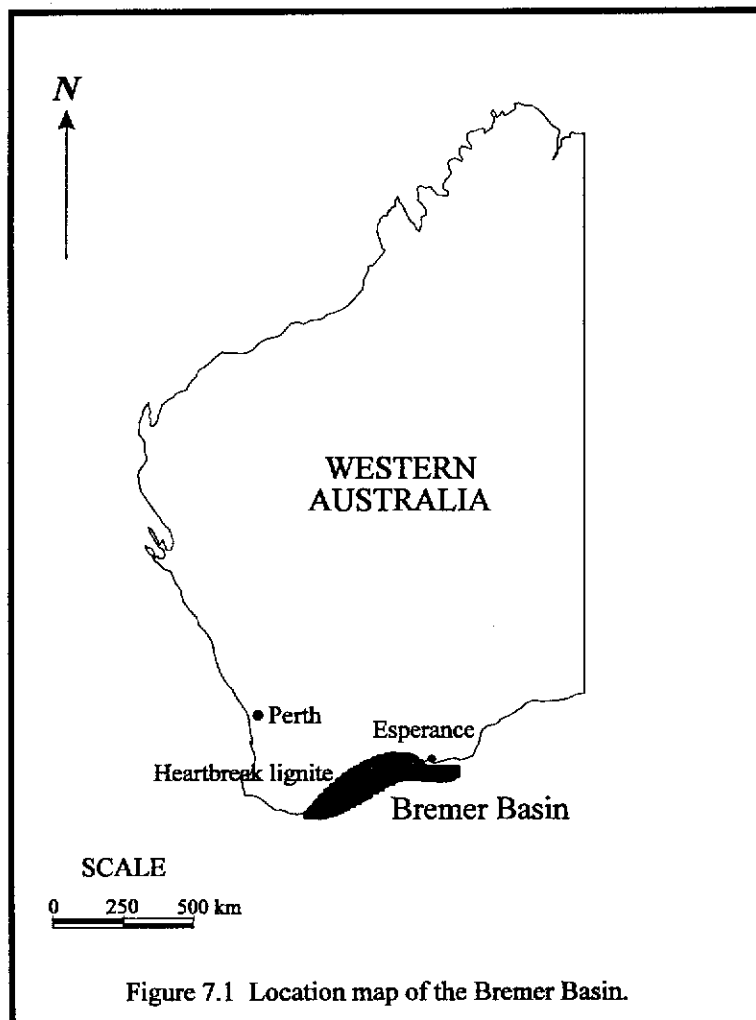 N
WESTERN
AUSTRALIA
Perth
Esperance
Heartbreak lignite
Bremer Basin
SCALE
0 250 500 km
Figure 7.1 Location map of the Bremer Basin.